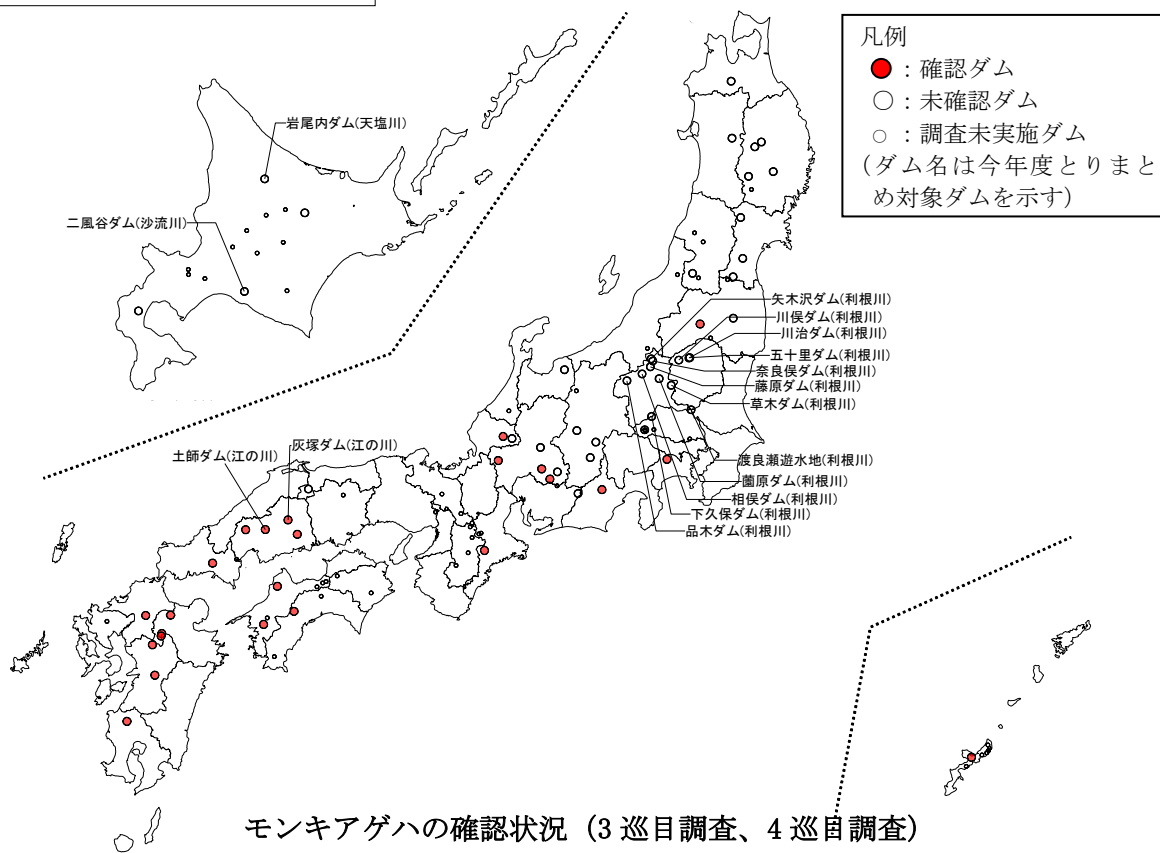 凡例
●：確認ダム
○：未確認ダム
○：調査未実施ダム
(ダム名は今年度とりまと
め対象ダムを示す)
岩尾内ダム(天塩川)
二風谷ダム(沙流川)
矢木沢ダム(利根川)
川俣ダム(利根川)
川治ダム(利根川)
五十里ダム(利根川)
奈良俣ダム(利根川)
藤原ダム(利根川)
草木ダム(利根川)
渡良瀬遊水地(利根川)
薗原ダム(利根川)
相俣ダム(利根川)
下久保ダム(利根川)
品木ダム(利根川)
灰塚ダム(江の川)
土師ダム(江の川)
モンキアゲハの確認状況（3 巡目調査、4 巡目調査）